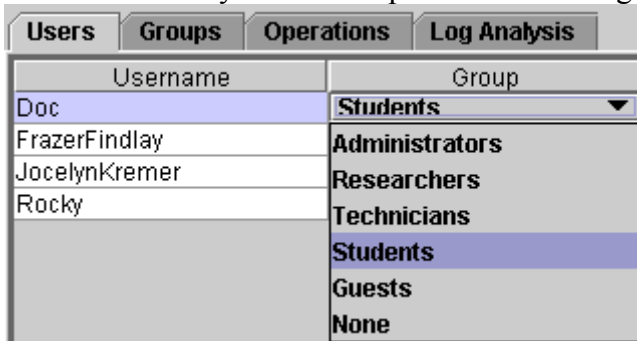 Users Groups Operations Log Analysis
Username Group
Doc Students
FrazerFindlay Administrators
JocelynKremer Researchers
Rocky Technicians
Students
Guests
None